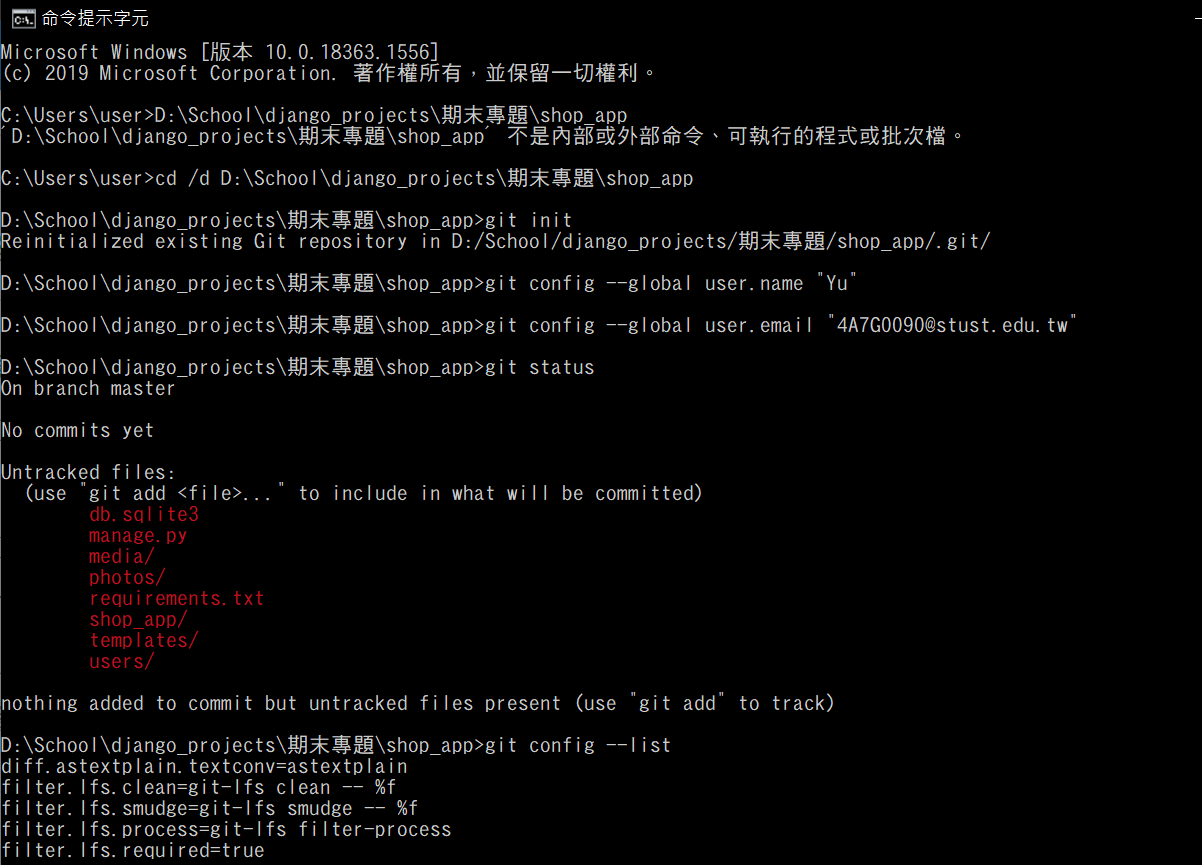 命令提示字元
Microsoft Windows [版本 10.0.18363.1556]
(c) 2019 Microsoft Corporation. 著作權所有，並保留一切權利。
C:\Users\user>D:\School\django_projects\期末專題\shop_app
'D:\School\django_projects\期末專題\shop_app' 不是內部或外部命令、可執行的程式或批次檔。
C:\Users\user>cd /d D:\School\django_projects\期末專題\shop_app
D:\School\django_projects\期末專題\shop_app>git init
Reinitialized existing Git repository in D:/School/django_projects/期末專題/shop_app/.git/
D:\School\django_projects\期末專題\shop_app>git config --global user.name "Yu"
D:\School\django_projects\期末專題\shop_app>git config --global user.email "4A7G0090@stust.edu.tw"
D:\School\django_projects\期末專題\shop_app>git status
On branch master
No commits yet
Untracked files:
(use "git add <file>..." to include in what will be committed)
db.sqlite3
manage.py
media/
photos/
requirements.txt
shop_app/
templates/
users/
nothing added to commit but untracked files present (use "git add" to track)
D:\School\django_projects\期末專題\shop_app>git config --list
diff.astextplain.textconv=astextplain
filter.lfs.clean=git-lfs clean -- %f
filter.lfs.smudge=git-lfs smudge -- %f
filter.lfs.process=git-lfs filter-process
filter.lfs.required=true